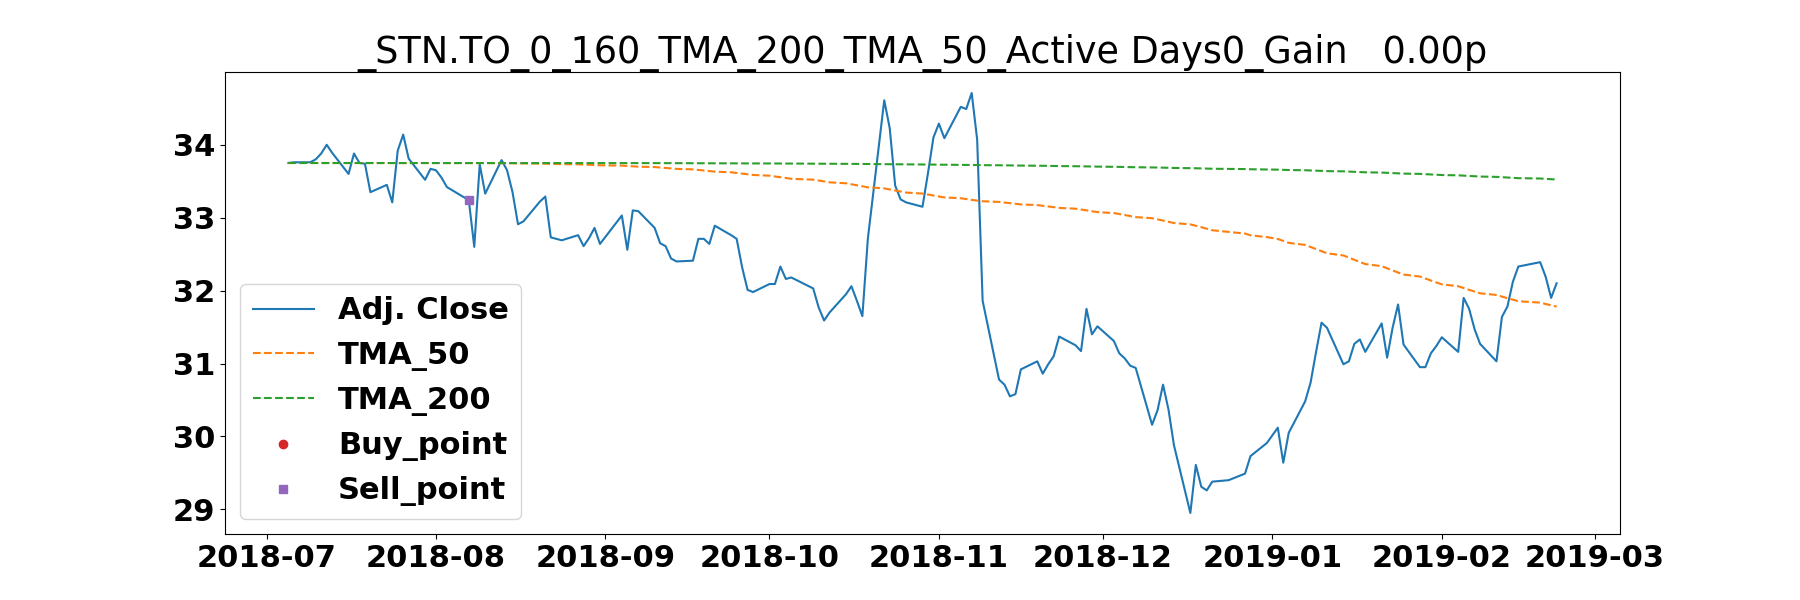 _STN.TO_0_160_TMA_200_TMA_50_Active Days0_Gain   0.00p
34
33
32
31
30
29
Adj. Close
TMA_50
TMA_200
Buy_point
Sell_point
2018-07 2018-08 2018-09 2018-10 2018-11 2018-12 2019-01 2019-02 2019-03